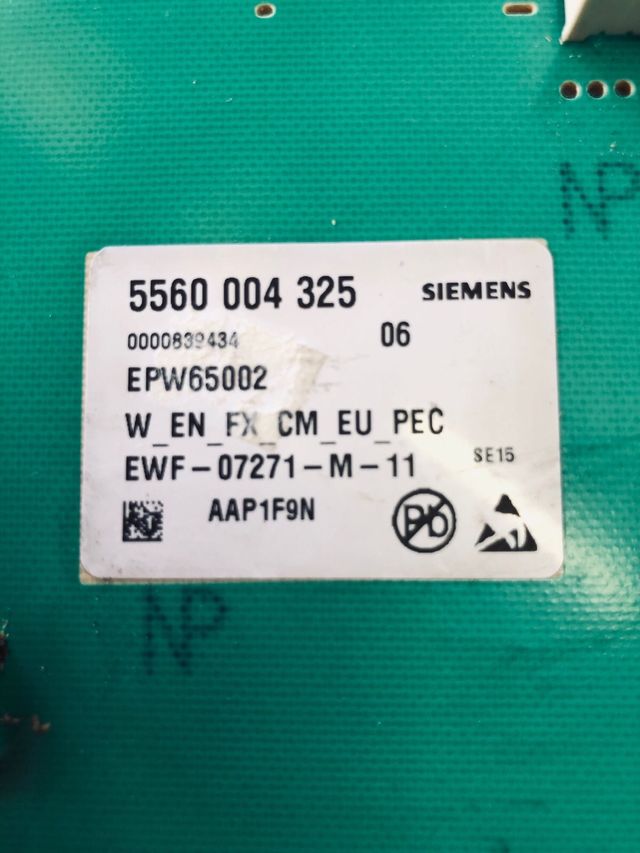 NP
5560 004 325 SIEMENS
0000839434 06
EPW65002
W_EN_FX_CM_EU_PEC
EWF-07271-M-11 SE15
AAP1F9N Pb
NP